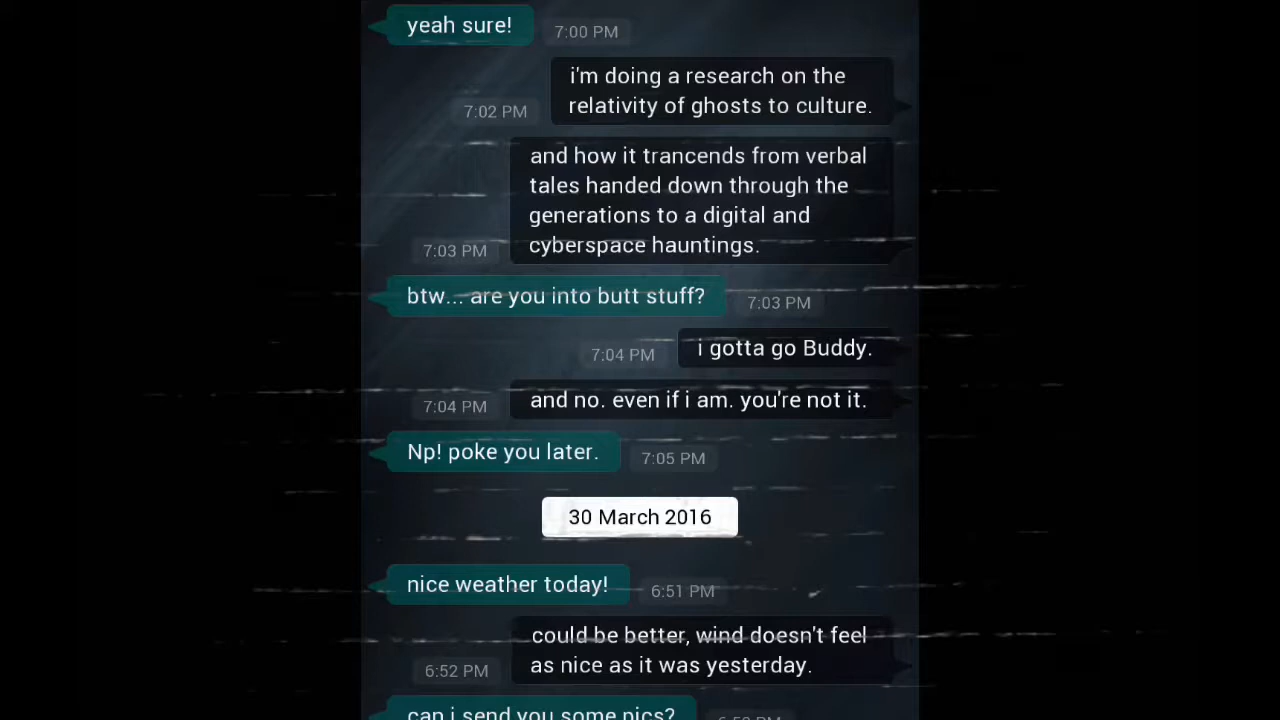 yeah sure!
7:00 PM
i'm doing a research on the
relativity of ghosts to culture.
7:02 PM
and how it trancends from verbal
tales handed down through the
generations to a digital and
cyberspace hauntings.
7:03 PM
btw... are you into butt stuff?
7:03 PM
i gotta go Buddy.
7:04 PM
and no. even if i am. you're not it.
7:04 PM
Np! poke you later.
7:05 PM
30 March 2016
nice weather today!
6:51 PM
could be better, wind doesn't feel
as nice as it was yesterday.
6:52 PM
can i send you some pics?